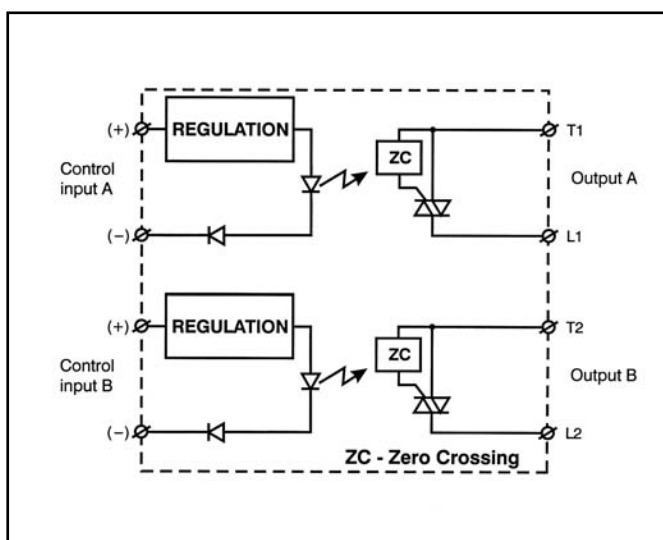 (+)
REGULATION
ZC
T1
Control
input A
Output A
(−)
L1
(+)
REGULATION
ZC
T2
Control
input B
Output B
(−)
L2
ZC - Zero Crossing